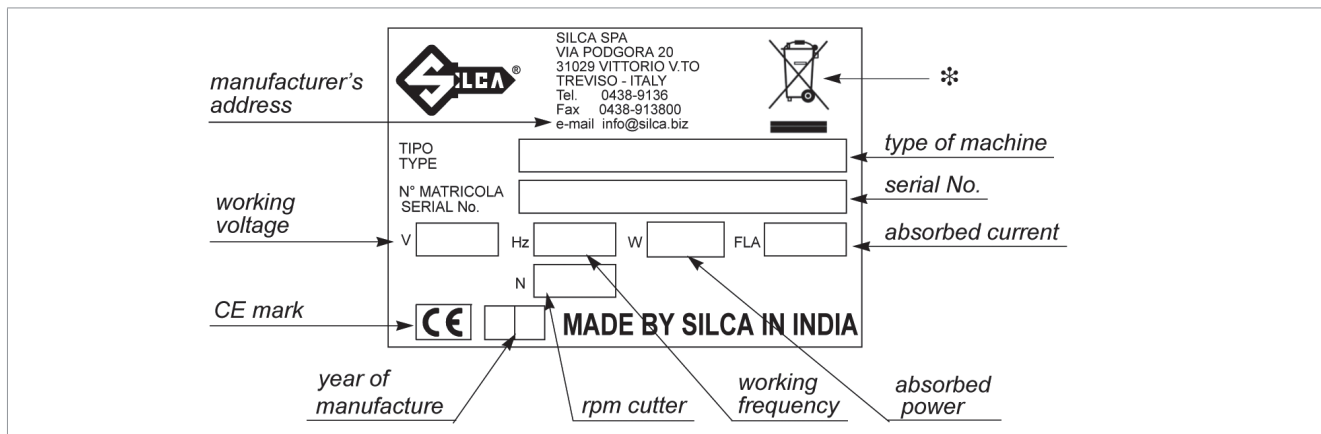 SILCA SPA
VIA PODGORA 20
31029 VITTORIO V.TO
TREVISO - ITALY
Tel. 0438-9136
Fax 0438-913800
e-mail info@silca.biz
SILCA®
manufacturer's
address
*
TIPO
TYPE
type of machine
N° MATRICOLA
SERIAL No.
serial No.
working
voltage
V Hz W FLA
absorbed current
N
CE mark
CE
MADE BY SILCA IN INDIA
year of
manufacture
rpm cutter
working
frequency
absorbed
power